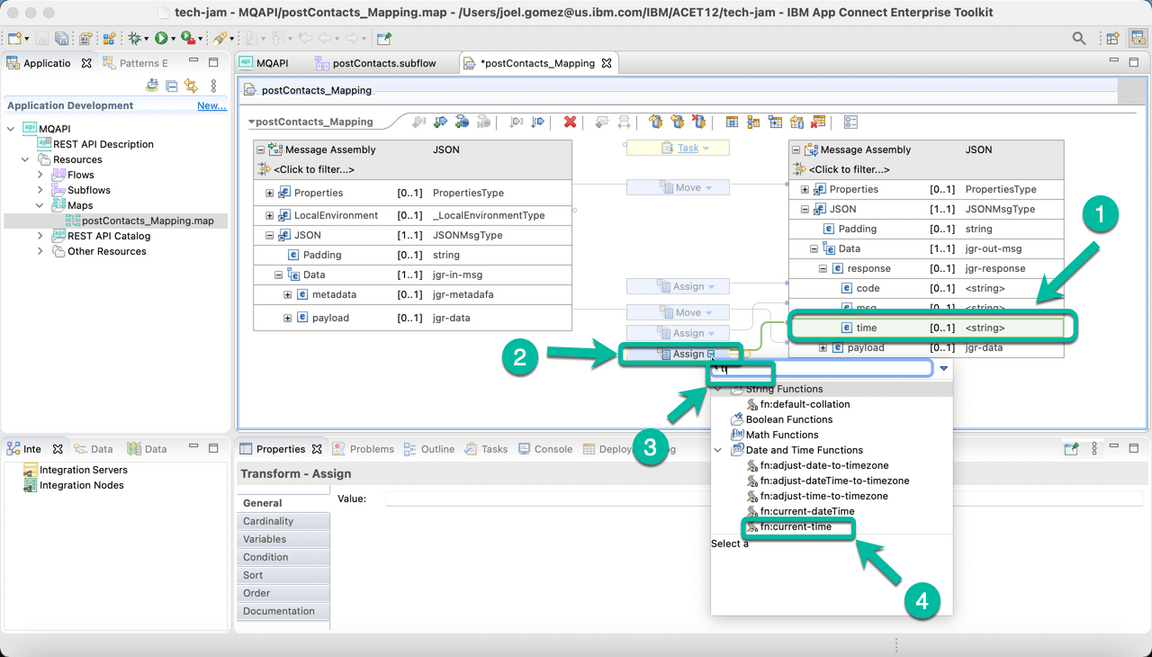 tech-jam – MQAPI/postContacts_Mapping.map – /Users/joel.gomez@us.ibm.com/IBM/ACET12/tech-jam – IBM App Connect Enterprise Toolkit
Applicatio
Patterns E
Application Development
New...
MQAPI
REST API Description
Resources
Flows
Subflows
Maps
postContacts_Mapping.map
REST API Catalog
Other Resources
MQAPI
postContacts.subflow
*postContacts_Mapping
postContacts_Mapping
postContacts_Mapping
Message Assembly JSON
<Click to filter...>
Properties [0..1] PropertiesType
LocalEnvironment [0..1] _LocalEnvironmentType
JSON [1..1] JSONMsgType
Padding [0..1] string
Data [1..1] jgr-in-msg
metadata [0..1] jgr-metadafa
payload [0..1] jgr-data
Task
Move
Assign
Move
Assign
Assign
Message Assembly JSON
<Click to filter...>
Properties [0..1] PropertiesType
JSON [1..1] JSONMsgType
Padding [0..1] string
Data [1..1] jgr-out-msg
response [0..1] jgr-response
code [0..1] <string>
msg [0..1] <string>
time [0..1] <string>
payload [0..1] jgr-data
1
2
3
4
String Functions
fn:default-collation
Boolean Functions
Math Functions
Date and Time Functions
fn:adjust-date-to-timezone
fn:adjust-dateTime-to-timezone
fn:adjust-time-to-timezone
fn:current-dateTime
fn:current-time
Select a
Inte
Data
Data
Integration Servers
Integration Nodes
Properties
Problems
Outline
Tasks
Console
Deploy
Transform - Assign
General
Cardinality
Variables
Condition
Sort
Order
Documentation
Value: